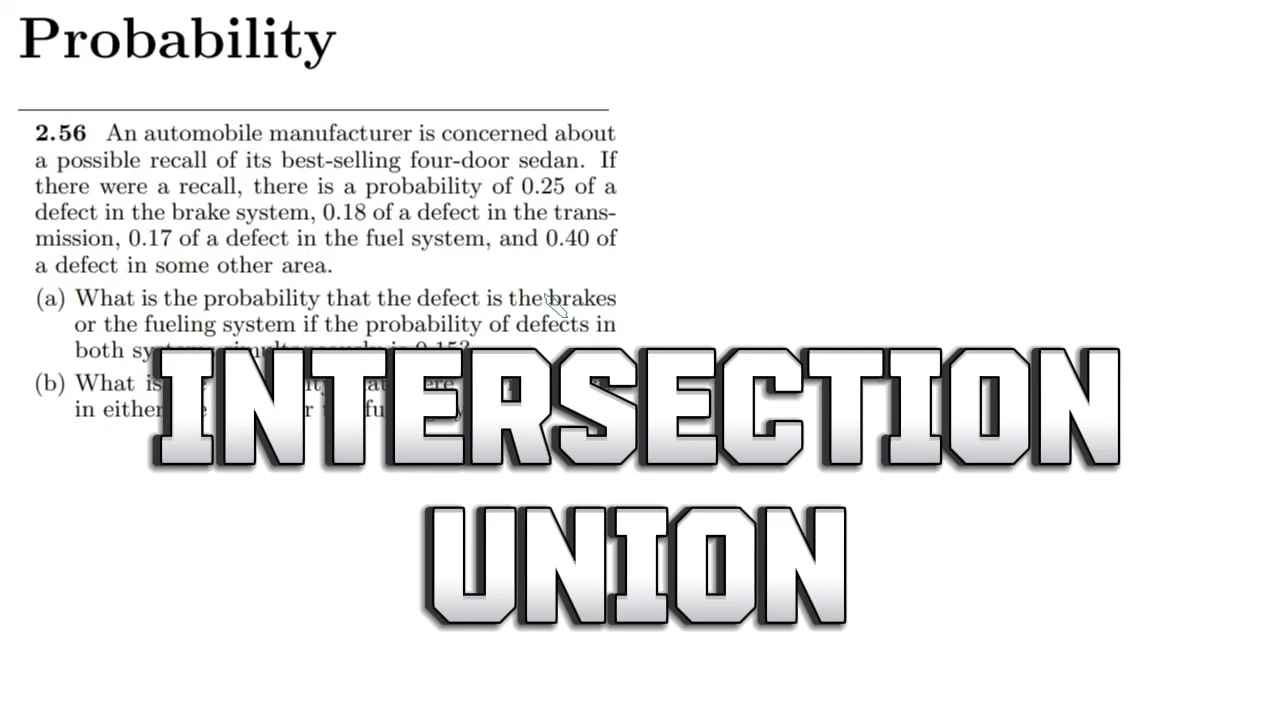 Probability
2.56 An automobile manufacturer is concerned about
a possible recall of its best-selling four-door sedan. If
there were a recall, there is a probability of 0.25 of a
defect in the brake system, 0.18 of a defect in the trans-
mission, 0.17 of a defect in the fuel system, and 0.40 of
a defect in some other area.
(a) What is the probability that the defect is the brakes
or the fueling system if the probability of defects in
both
(b) What is
in either
INTERSECTION
UNION